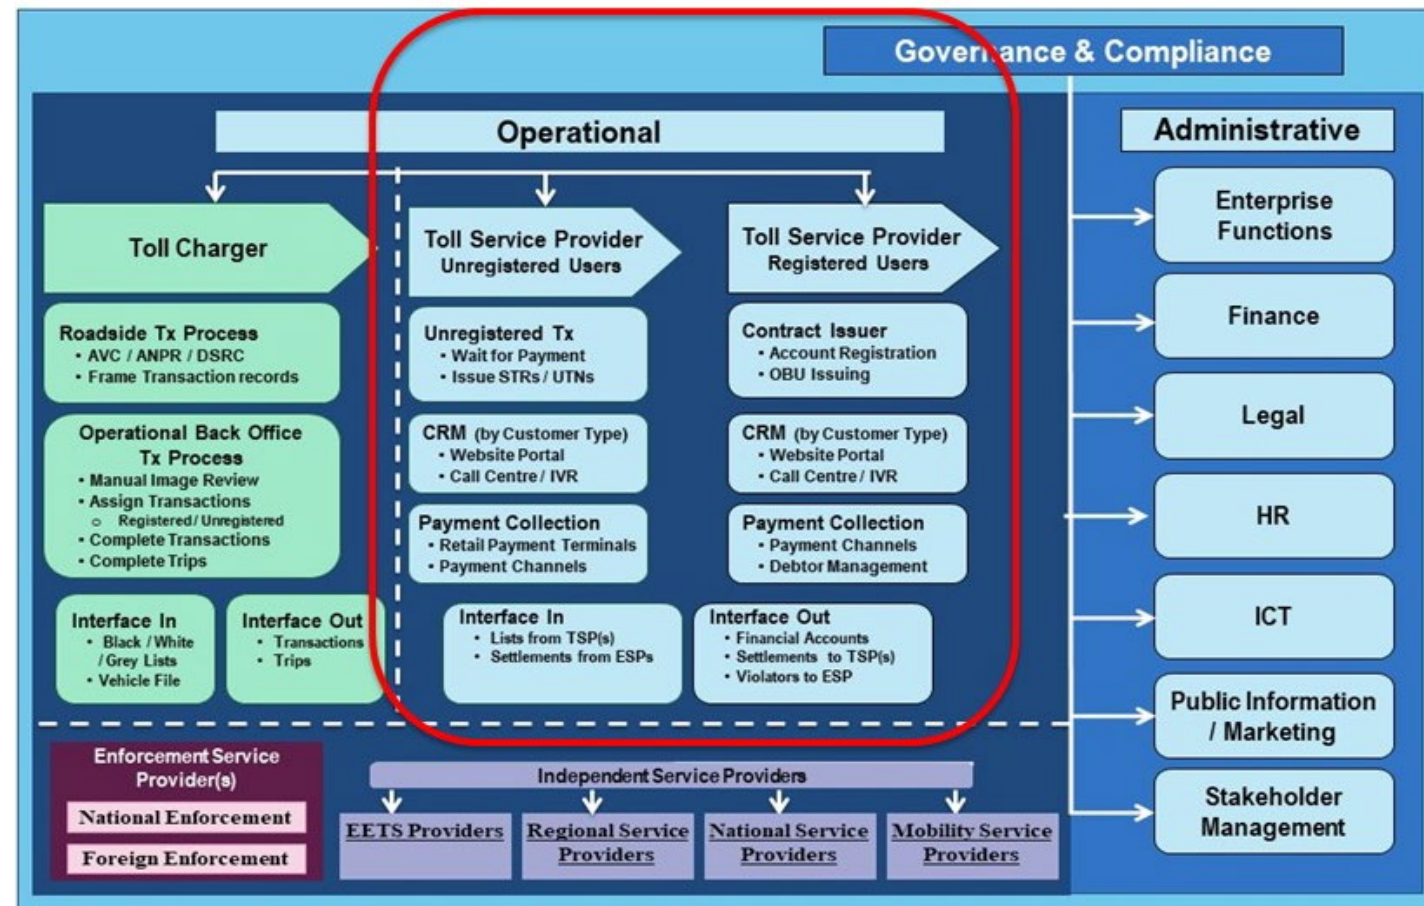 Governance & Compliance
Operational
Administrative
Toll Charger
Roadside Tx Process
• AVC / ANPR / DSRC
• Frame Transaction records
Operational Back Office
Tx Process
• Manual Image Review
• Assign Transactions
o Registered / Unregistered
• Complete Transactions
• Complete Trips
Interface In
• Black / White
/ Grey Lists
• Vehicle File
Interface Out
• Transactions
• Trips
Toll Service Provider
Unregistered Users
Unregistered Tx
• Wait for Payment
• Issue STRs / UTNs
CRM (by Customer Type)
• Website Portal
• Call Centre / IVR
Payment Collection
• Retail Payment Terminals
• Payment Channels
Interface In
• Lists from TSP(s)
• Settlements from ESPs
Toll Service Provider
Registered Users
Contract Issuer
• Account Registration
• OBU Issuing
CRM (by Customer Type)
• Website Portal
• Call Centre / IVR
Payment Collection
• Payment Channels
• Debtor Management
Interface Out
• Financial Accounts
• Settlements to TSP(s)
• Violators to ESP
Enterprise
Functions
Finance
Legal
HR
ICT
Public Information
/ Marketing
Stakeholder
Management
Enforcement Service
Provider(s)
National Enforcement
Foreign Enforcement
Independent Service Providers
EETS Providers
Regional Service
Providers
National Service
Providers
Mobility Service
Providers